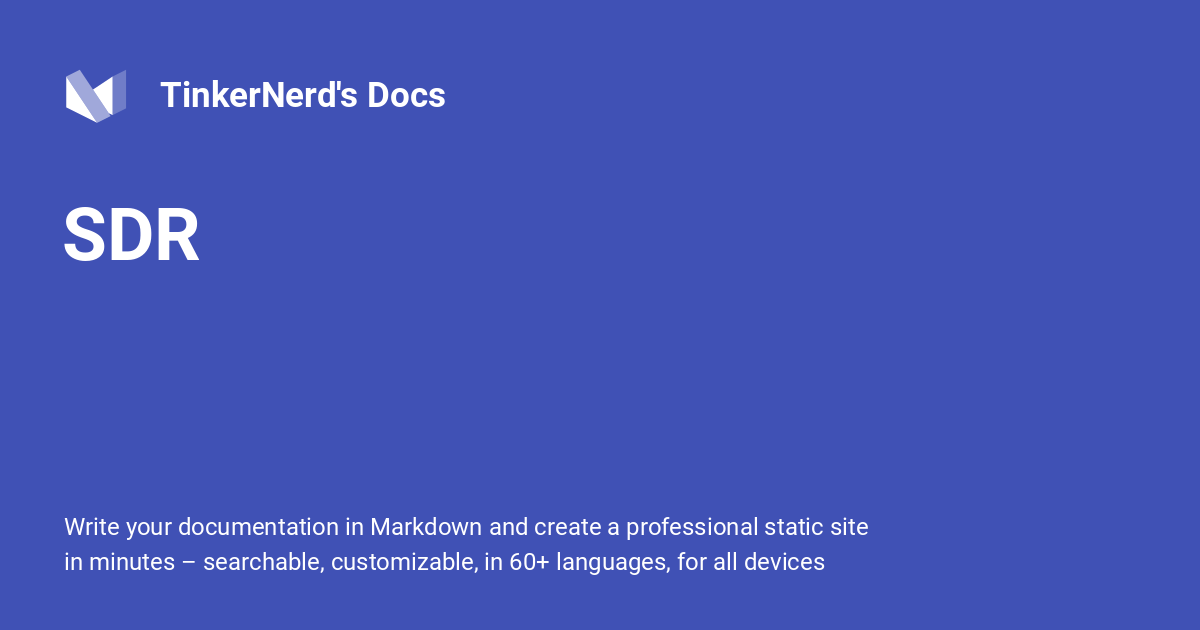 TinkerNerd's Docs
SDR
Write your documentation in Markdown and create a professional static site
in minutes – searchable, customizable, in 60+ languages, for all devices